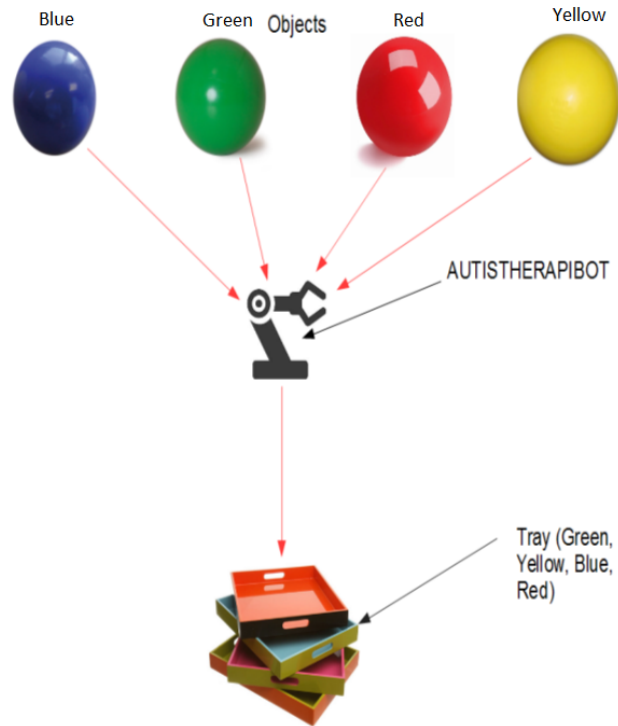 Blue
Green
Objects
Red
Yellow
AUTISTHERAPIBOT
Tray (Green,
Yellow, Blue,
Red)